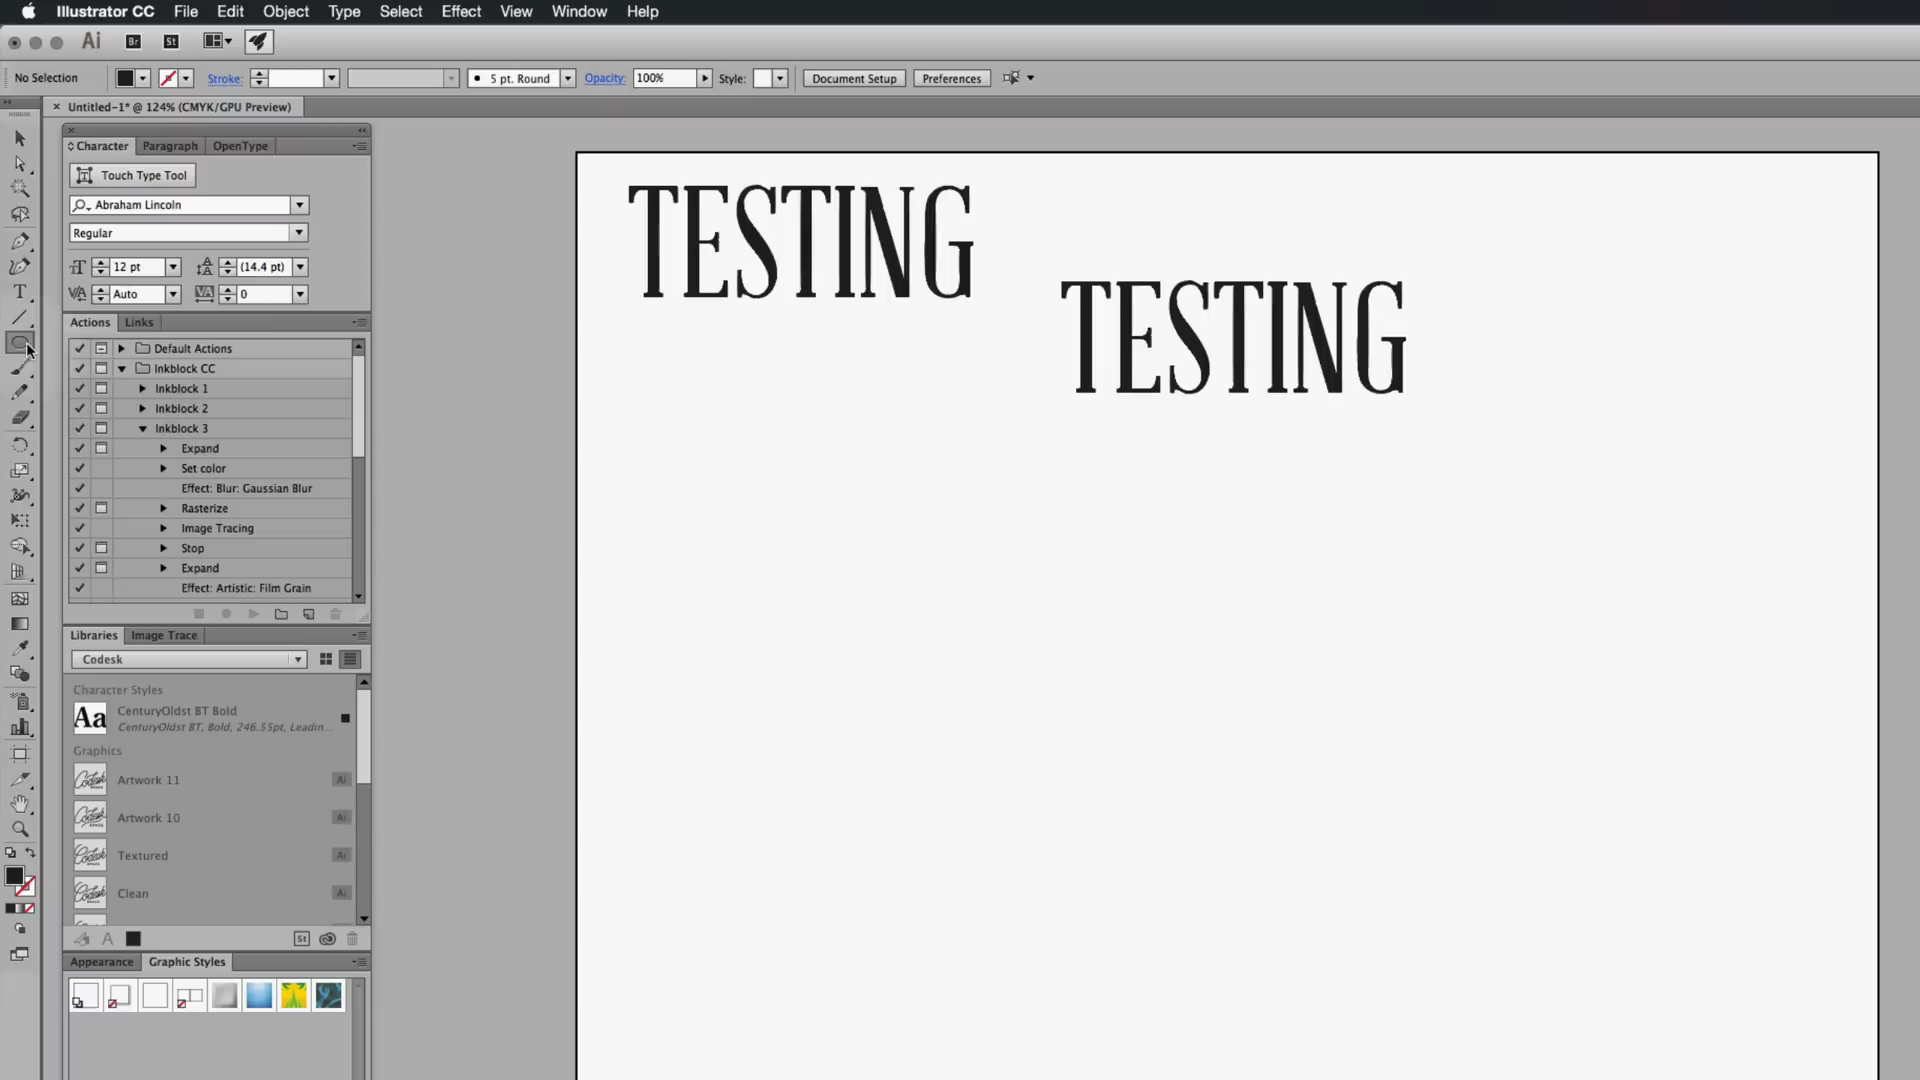 Illustrator CC File Edit Object Type Select Effect View Window Help
Ai Br St
No Selection Stroke: 5 pt. Round Opacity: 100% Style: Document Setup Preferences
Untitled-1* @ 124% (CMYK/GPU Preview)
Character Paragraph OpenType
Touch Type Tool
Abraham Lincoln
Regular
12 pt (14.4 pt)
Auto 0
Actions Links
Default Actions
Inkblock CC
Inkblock 1
Inkblock 2
Inkblock 3
Expand
Set color
Effect: Blur: Gaussian Blur
Rasterize
Image Tracing
Stop
Expand
Effect: Artistic: Film Grain
Libraries Image Trace
Codesk
Character Styles
Aa CenturyOldst BT Bold
CenturyOldst BT, Bold, 246.55pt, Leadin...
Graphics
Artwork 11 Ai
Artwork 10 Ai
Textured Ai
Clean Ai
St
Appearance Graphic Styles
TESTING
TESTING